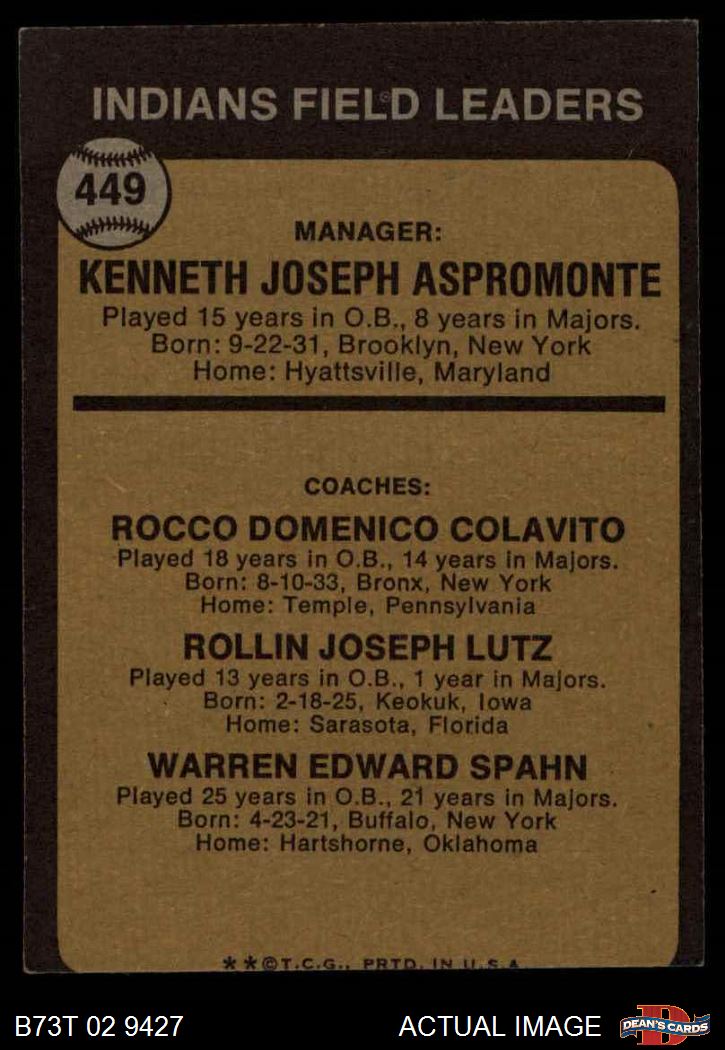 INDIANS FIELD LEADERS
449
MANAGER:
KENNETH JOSEPH ASPROMONTE
Played 15 years in O.B., 8 years in Majors.
Born: 9-22-31, Brooklyn, New York
Home: Hyattsville, Maryland
COACHES:
ROCCO DOMENICO COLAVITO
Played 18 years in O.B., 14 years in Majors.
Born: 8-10-33, Bronx, New York
Home: Temple, Pennsylvania
ROLLIN JOSEPH LUTZ
Played 13 years in O.B., 1 year in Majors.
Born: 2-18-25, Keokuk, Iowa
Home: Sarasota, Florida
WARREN EDWARD SPAHN
Played 25 years in O.B., 21 years in Majors.
Born: 4-23-21, Buffalo, New York
Home: Hartshorne, Oklahoma
**©T.C.G., PRTD. IN U.S.A.
B73T 02 9427
ACTUAL IMAGE
D
DEAN'S CARDS